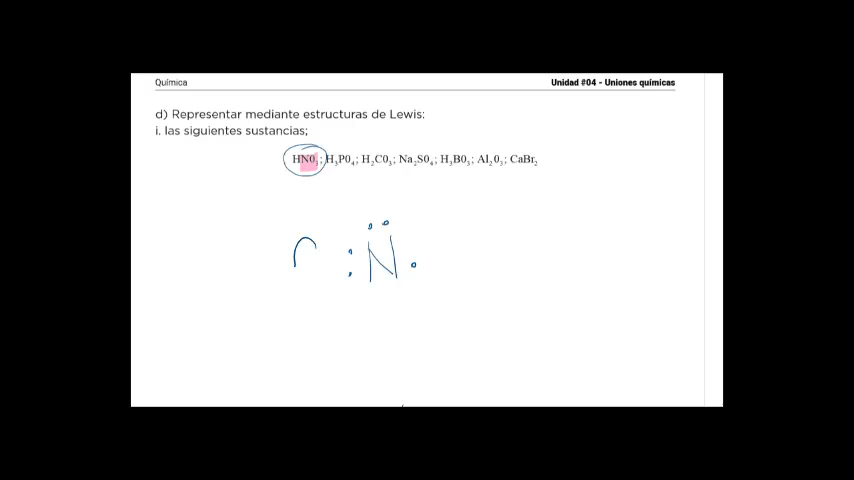 Química Unidad #04 - Uniones químicas
d) Representar mediante estructuras de Lewis:
i. las siguientes sustancias;
HN0₃; H₃P0₄; H₂C0₃; Na₂S0₄; H₃B0₃; Al₂0₃; CaBr₂
N